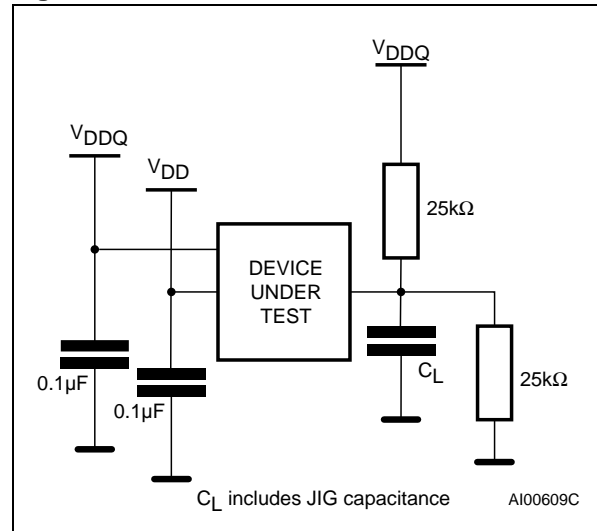 VDDQ
VDDQ
VDD
25kΩ
DEVICE
UNDER
TEST
0.1µF
0.1µF
CL
25kΩ
CL includes JIG capacitance
AI00609C